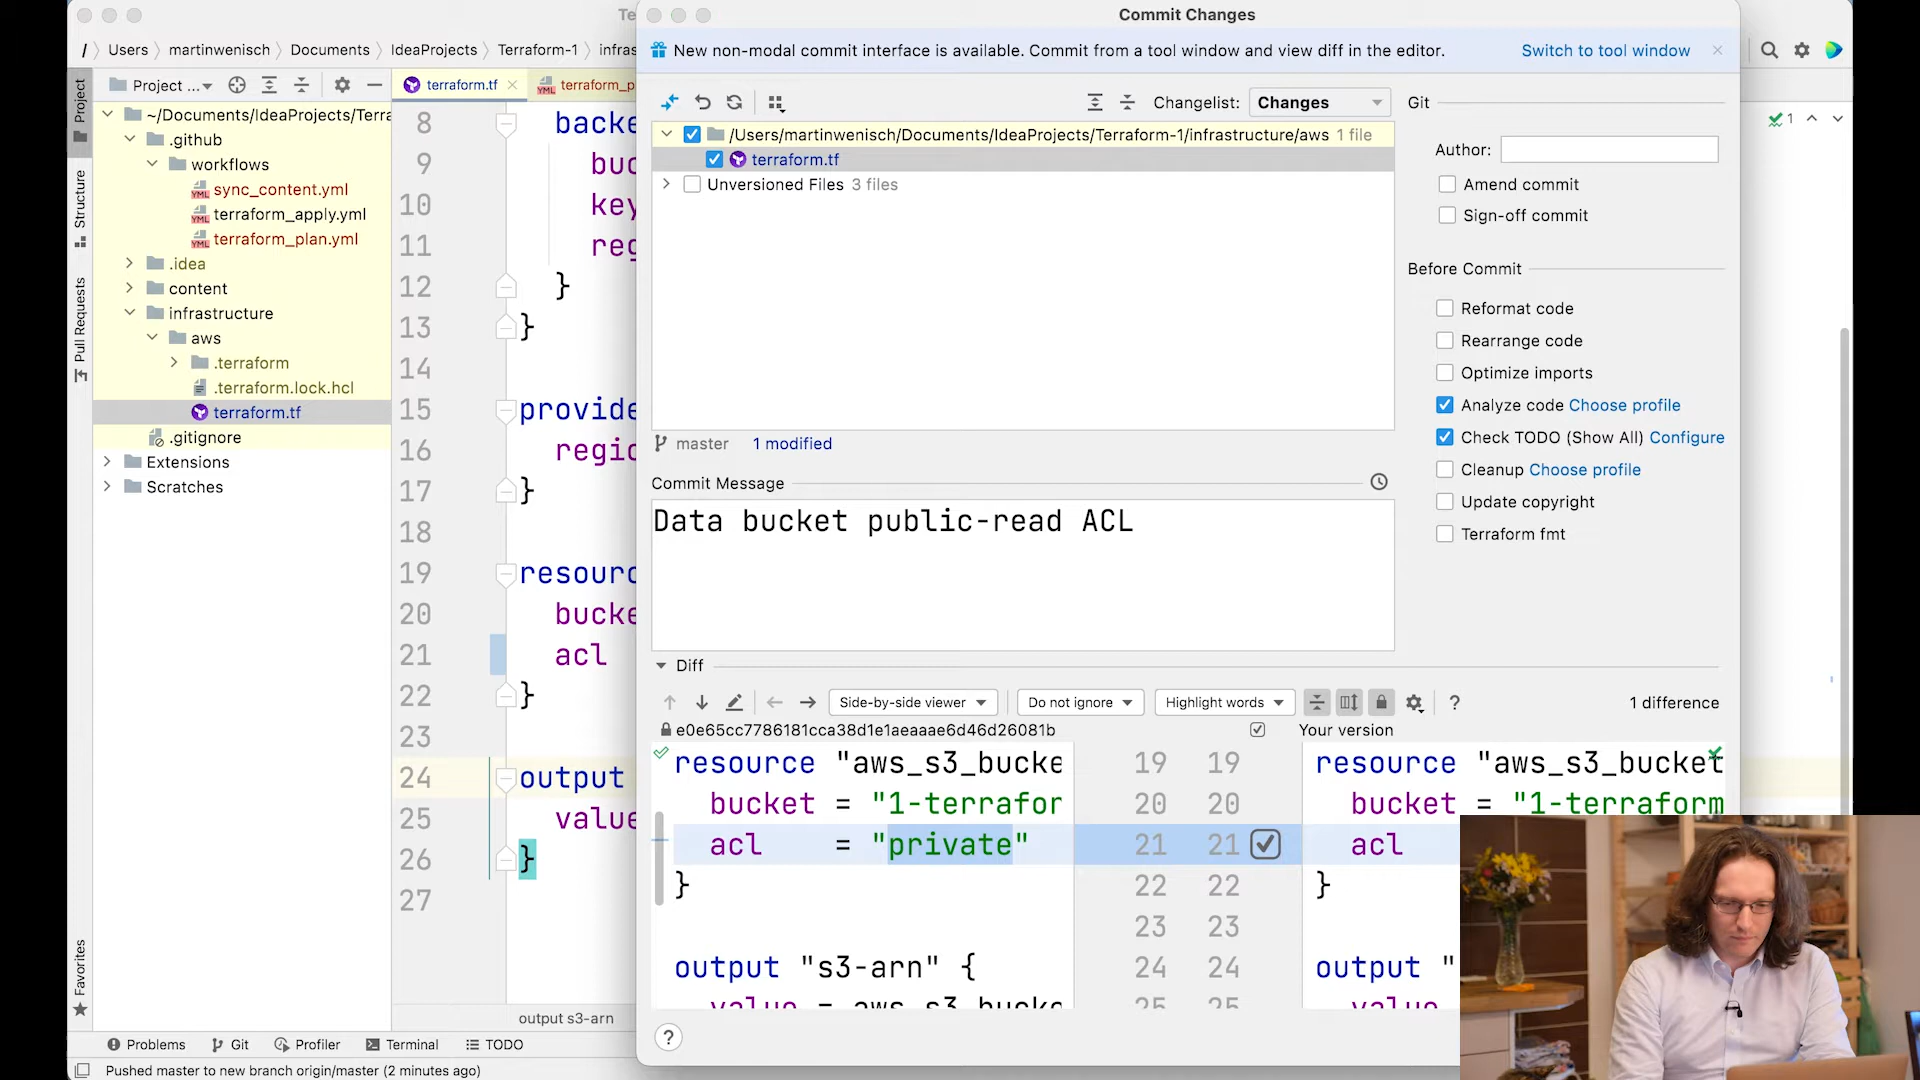 Commit Changes
New non-modal commit interface is available. Commit from a tool window and view diff in the editor.
Switch to tool window
/ Users martinwenisch Documents IdeaProjects Terraform-1 infras
Project ...
terraform.tf
terraform_p
Changelist: Changes
Git
~/Documents/IdeaProjects/Terra
.github
workflows
sync_content.yml
terraform_apply.yml
terraform_plan.yml
.idea
content
infrastructure
aws
.terraform
.terraform.lock.hcl
terraform.tf
.gitignore
Extensions
Scratches
Project
Structure
Pull Requests
Favorites
8 backe
9 buc
10 key
11 reg
12 }
13 }
14
15 provide
16 regio
17 }
18
19 resourc
20 bucke
21 acl
22 }
23
24 output
25 value
26 }
27
output s3-arn
/Users/martinwenisch/Documents/IdeaProjects/Terraform-1/infrastructure/aws 1 file
terraform.tf
Unversioned Files 3 files
master 1 modified
Author:
Amend commit
Sign-off commit
Before Commit
Reformat code
Rearrange code
Optimize imports
Analyze code Choose profile
Check TODO (Show All) Configure
Cleanup Choose profile
Update copyright
Terraform fmt
1
Commit Message
Data bucket public-read ACL
Diff
Side-by-side viewer
Do not ignore
Highlight words
?
1 difference
e0e65cc7786181cca38d1e1aeaaae6d46d26081b
Your version
resource "aws_s3_bucke 19 19 resource "aws_s3_bucket
bucket = "1-terrafor 20 20 bucket = "1-terraform
acl = "private" 21 21 acl
} 22 22 }
23 23
output "s3-arn" { 24 24 output "
value = aws_s3_bucke 25 25 value
?
Problems Git Profiler Terminal TODO
Pushed master to new branch origin/master (2 minutes ago)